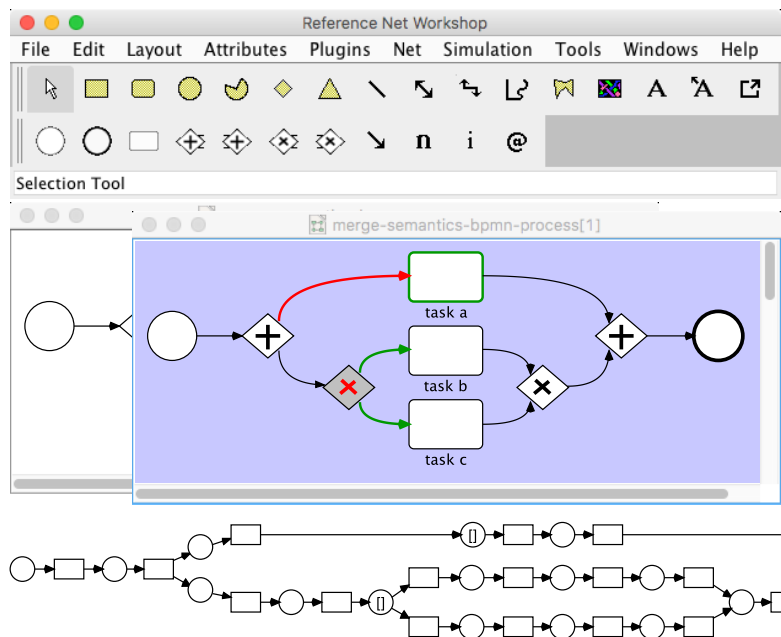 Reference Net Workshop
File Edit Layout Attributes Plugins Net Simulation Tools Windows Help
A A
n i @
Selection Tool
merge-semantics-bpmn-process[1]
task a
task b
task c
[]
[]